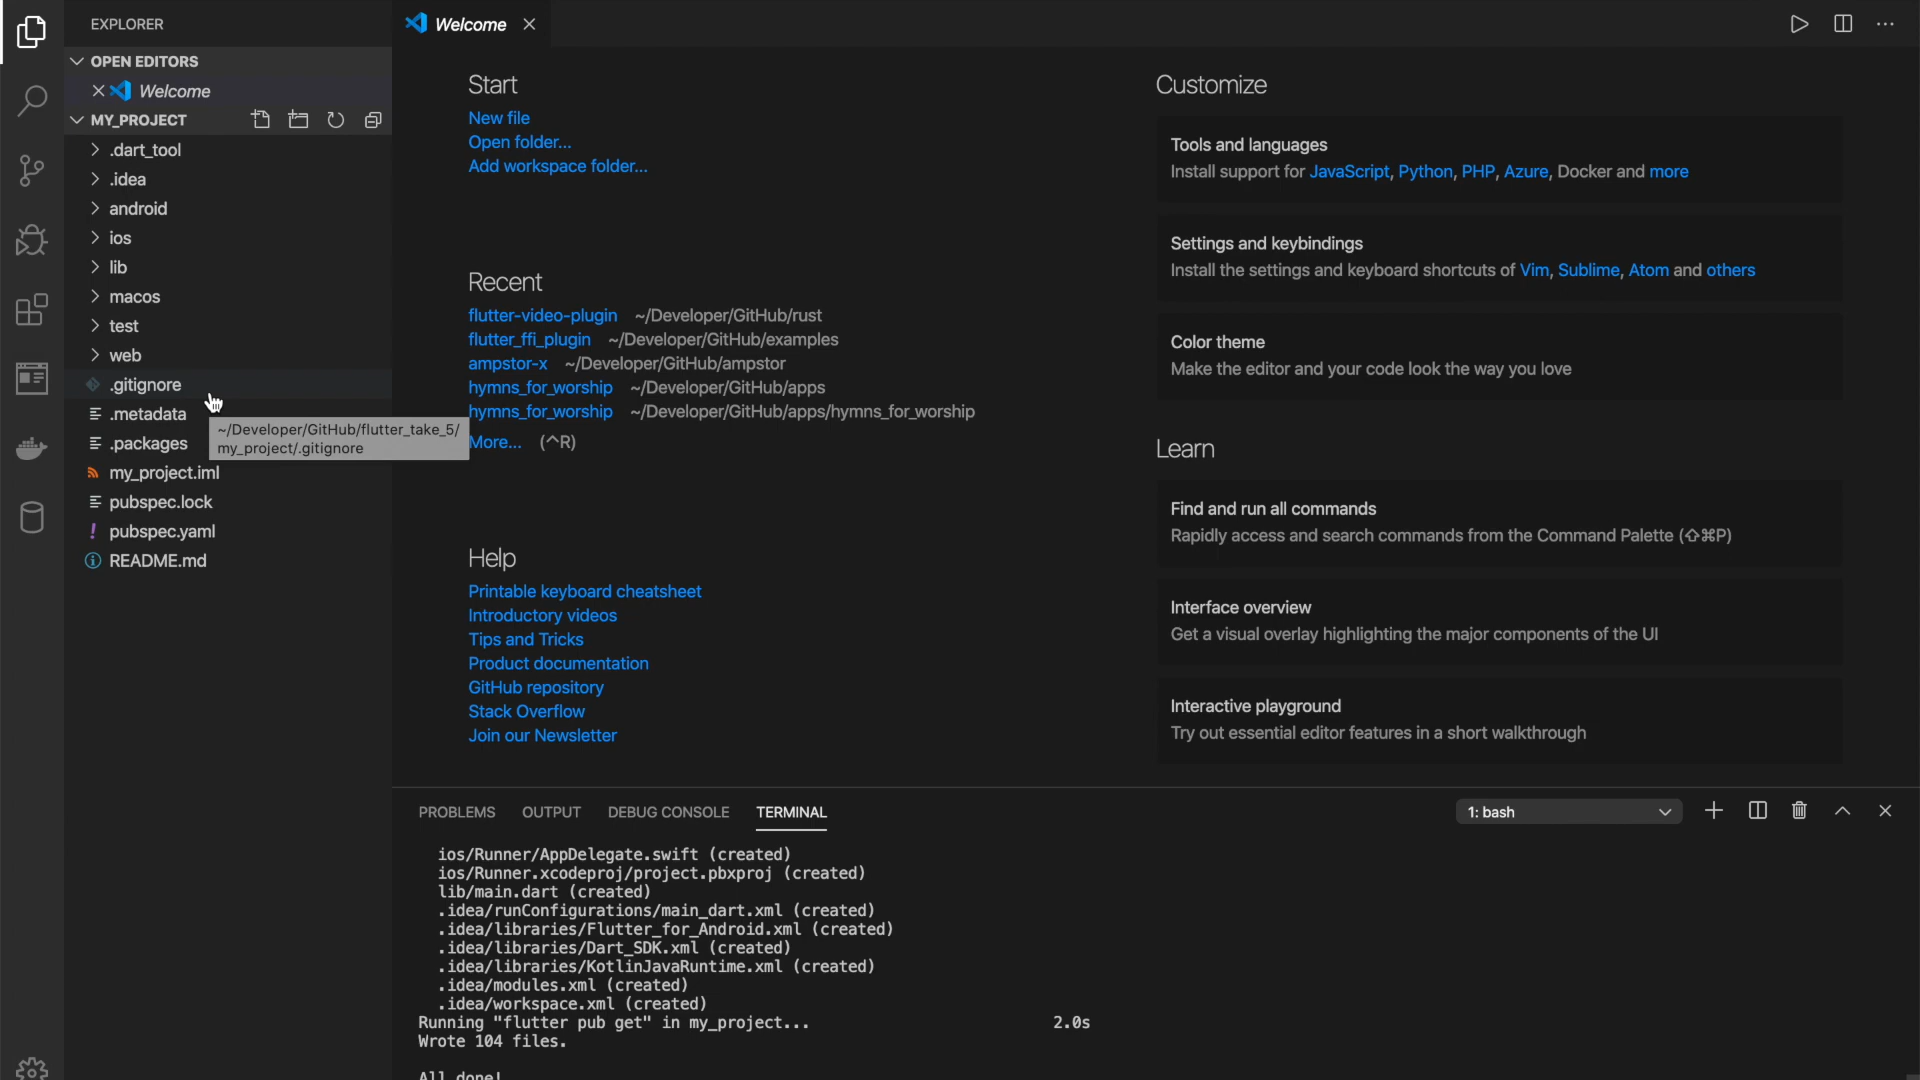 EXPLORER
OPEN EDITORS
Welcome
MY_PROJECT
.dart_tool
.idea
android
ios
lib
macos
test
web
.gitignore
.metadata
.packages
my_project.iml
pubspec.lock
pubspec.yaml
README.md
~/Developer/GitHub/flutter_take_5/
my_project/.gitignore
Welcome
Start
New file
Open folder...
Add workspace folder...
Recent
flutter-video-plugin ~/Developer/GitHub/rust
flutter_ffi_plugin ~/Developer/GitHub/examples
ampstor-x ~/Developer/GitHub/ampstor
hymns_for_worship ~/Developer/GitHub/apps
hymns_for_worship ~/Developer/GitHub/apps/hymns_for_worship
More... (^R)
Help
Printable keyboard cheatsheet
Introductory videos
Tips and Tricks
Product documentation
GitHub repository
Stack Overflow
Join our Newsletter
Customize
Tools and languages
Install support for JavaScript, Python, PHP, Azure, Docker and more
Settings and keybindings
Install the settings and keyboard shortcuts of Vim, Sublime, Atom and others
Color theme
Make the editor and your code look the way you love
Learn
Find and run all commands
Rapidly access and search commands from the Command Palette (⇧⌘P)
Interface overview
Get a visual overlay highlighting the major components of the UI
Interactive playground
Try out essential editor features in a short walkthrough
PROBLEMS OUTPUT DEBUG CONSOLE TERMINAL
1: bash
ios/Runner/AppDelegate.swift (created)
ios/Runner.xcodeproj/project.pbxproj (created)
lib/main.dart (created)
.idea/runConfigurations/main_dart.xml (created)
.idea/libraries/Flutter_for_Android.xml (created)
.idea/libraries/Dart_SDK.xml (created)
.idea/libraries/KotlinJavaRuntime.xml (created)
.idea/modules.xml (created)
.idea/workspace.xml (created)
Running "flutter pub get" in my_project... 2.0s
Wrote 104 files.
All done!